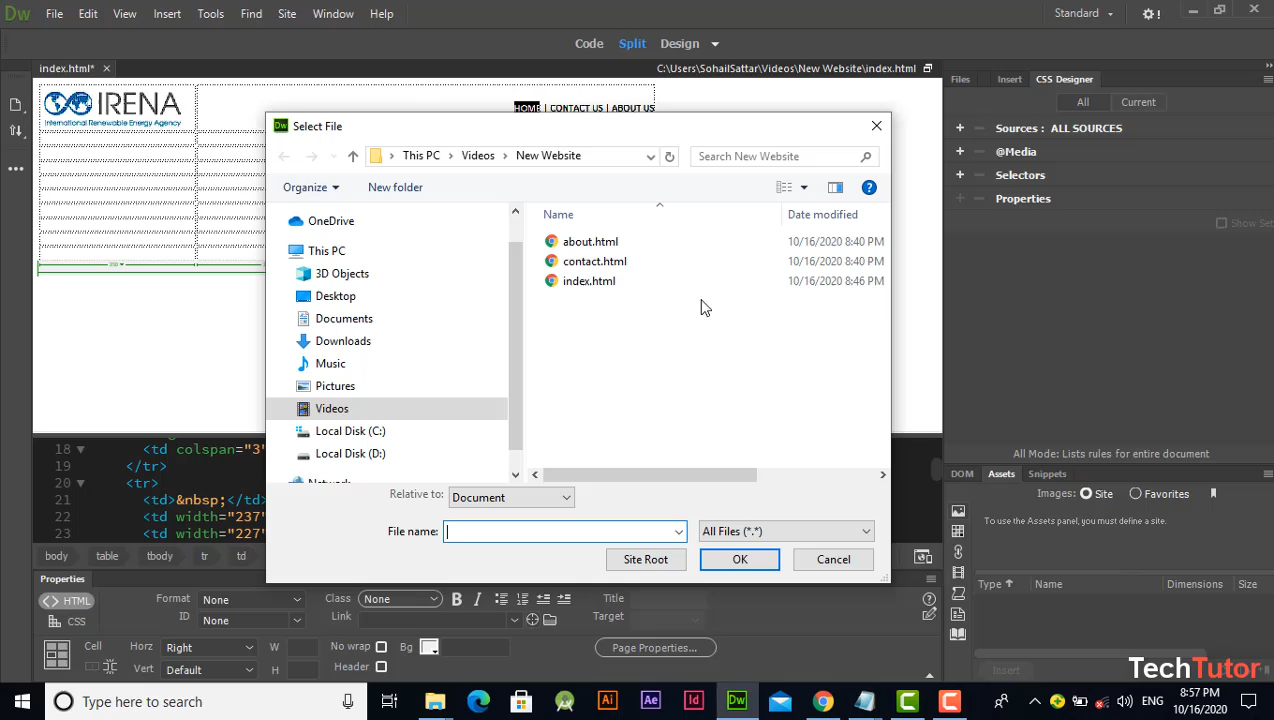 Dw File Edit View Insert Tools Find Site Window Help Standard
Code Split Design
index.html* C:\Users\SohailSattar\Videos\New Website\index.html
Files Insert CSS Designer
All Current
Sources : ALL SOURCES
@Media
Selectors
Properties
Show Set
IRENA
International Renewable Energy Agency
HOME | CONTACT US | ABOUT US
Dw Select File
This PC Videos New Website Search New Website
Organize New folder
OneDrive
This PC
3D Objects
Desktop
Documents
Downloads
Music
Pictures
Videos
Local Disk (C:)
Local Disk (D:)
Network
Name Date modified
about.html 10/16/2020 8:40 PM
contact.html 10/16/2020 8:40 PM
index.html 10/16/2020 8:46 PM
Relative to: Document
File name: All Files (*.*)
Site Root OK Cancel
18 <td colspan="3"
19 </tr>
20 <tr>
21 <td>&nbsp;</td>
22 <td width="237"
23 <td width="227"
body table tbody tr td
All Mode: Lists rules for entire document
DOM Assets Snippets
Images: Site Favorites
To use the Assets panel, you must define a site.
Type Name Dimensions Size
Insert
Properties
HTML Format None Class None B I Title
CSS ID None Link Target
Cell Horz Right W No wrap Bg Page Properties...
Vert Default H Header
TechTutor
Type here to search Ai Ae Id Dw ENG 8:57 PM
10/16/2020